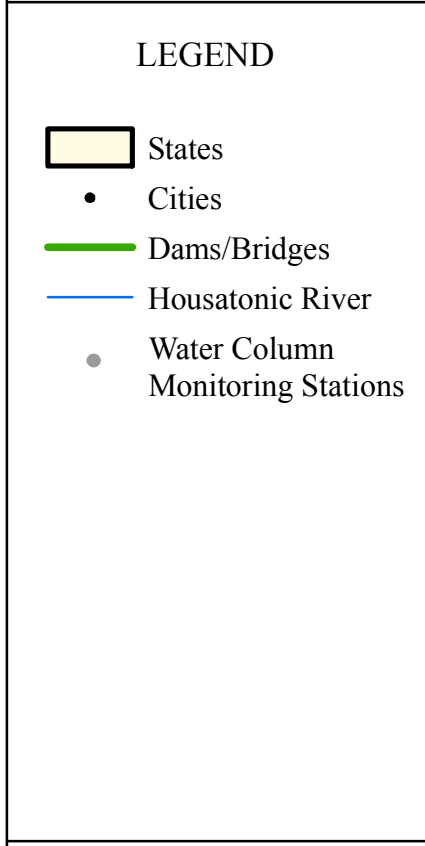 LEGEND
States
Cities
Dams/Bridges
Housatonic River
Water Column
Monitoring Stations